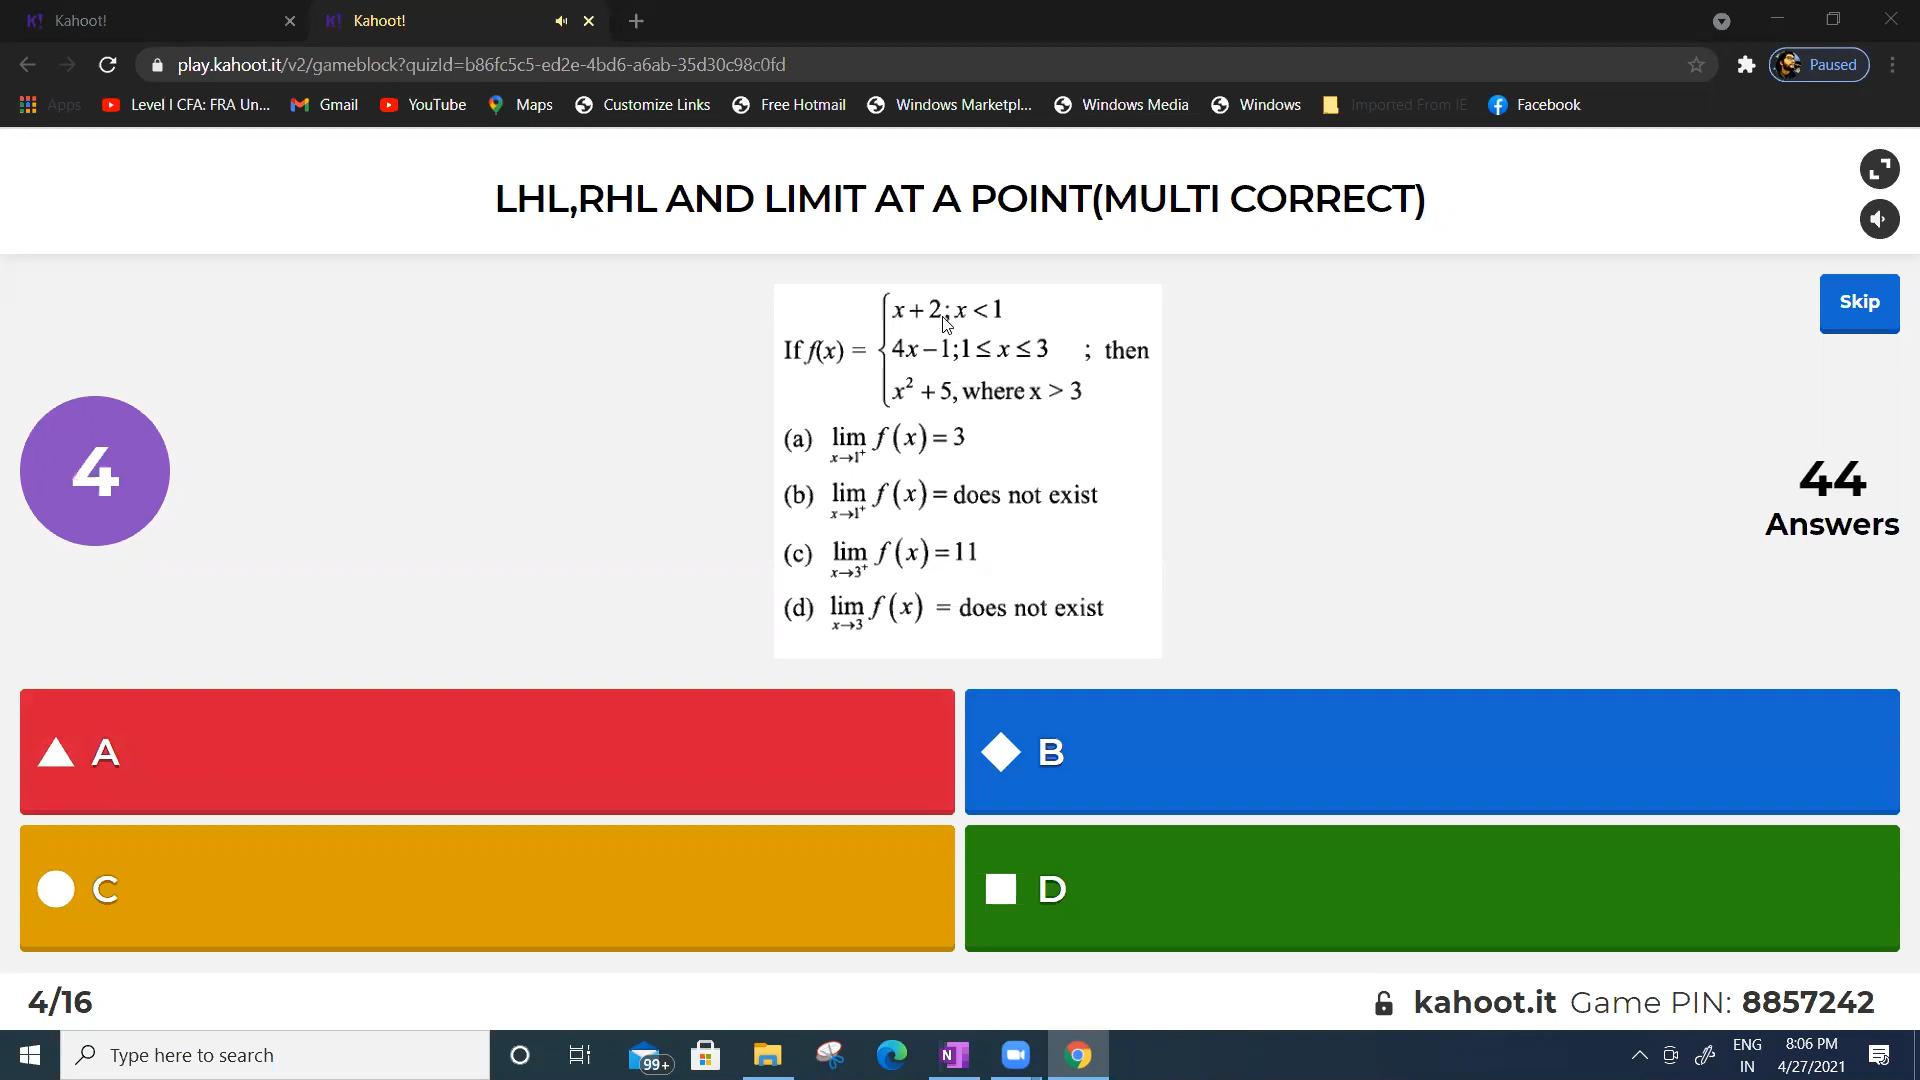 Kahoot!
Kahoot!
play.kahoot.it/v2/gameblock?quizId=b86fc5c5-ed2e-4bd6-a6ab-35d30c98c0fd
Paused
Apps Level I CFA: FRA Un... Gmail YouTube Maps Customize Links Free Hotmail Windows Marketpl... Windows Media Windows Imported From IE Facebook
LHL,RHL AND LIMIT AT A POINT(MULTI CORRECT)
Skip
x + 2; x < 1
If f(x) = { 4x − 1; 1 ≤ x ≤ 3 ; then
x² + 5, where x > 3
(a) lim x→1⁺ f(x) = 3
(b) lim x→1⁺ f(x) = does not exist
(c) lim x→3⁺ f(x) = 11
(d) lim x→3 f(x) = does not exist
4
44
Answers
A
B
C
D
4/16
kahoot.it Game PIN: 8857242
Type here to search
99+
N
ENG
IN
8:06 PM
4/27/2021